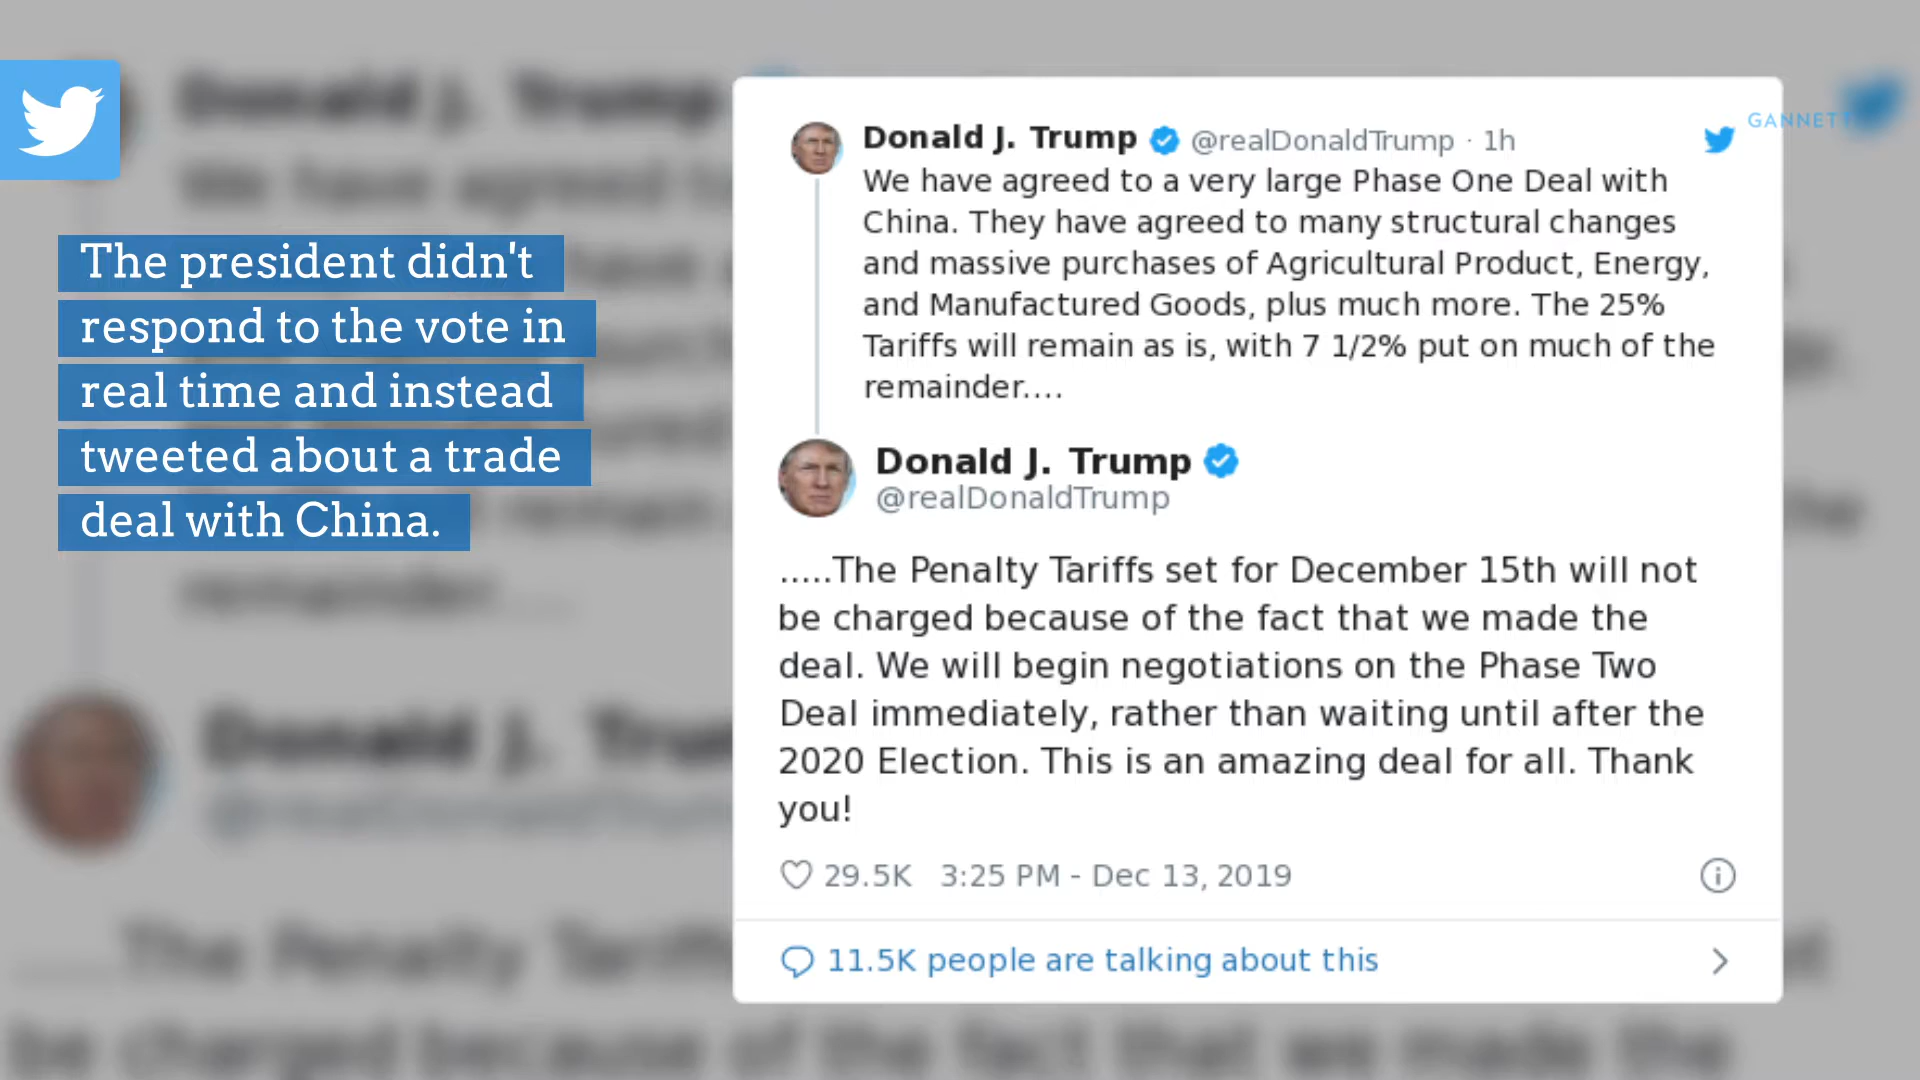 The president didn't
respond to the vote in
real time and instead
tweeted about a trade
deal with China.
Donald J. Trump @realDonaldTrump · 1h
GANNETT
We have agreed to a very large Phase One Deal with
China. They have agreed to many structural changes
and massive purchases of Agricultural Product, Energy,
and Manufactured Goods, plus much more. The 25%
Tariffs will remain as is, with 7 1/2% put on much of the
remainder....
Donald J. Trump
@realDonaldTrump
.....The Penalty Tariffs set for December 15th will not
be charged because of the fact that we made the
deal. We will begin negotiations on the Phase Two
Deal immediately, rather than waiting until after the
2020 Election. This is an amazing deal for all. Thank
you!
29.5K 3:25 PM - Dec 13, 2019
11.5K people are talking about this